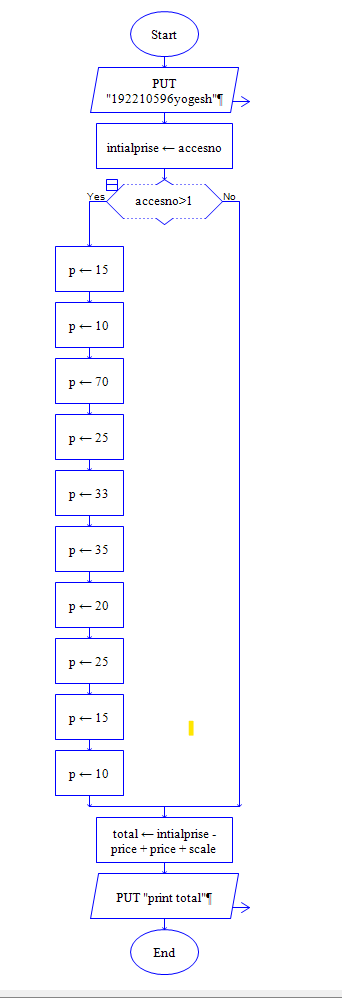 Start
PUT
"192210596yogesh"¶
intialprise ← accesno
Yes
accesno>1
No
p ← 15
p ← 10
p ← 70
p ← 25
p ← 33
p ← 35
p ← 20
p ← 25
p ← 15
p ← 10
total ← intialprise -
price + price + scale
PUT "print total"¶
End